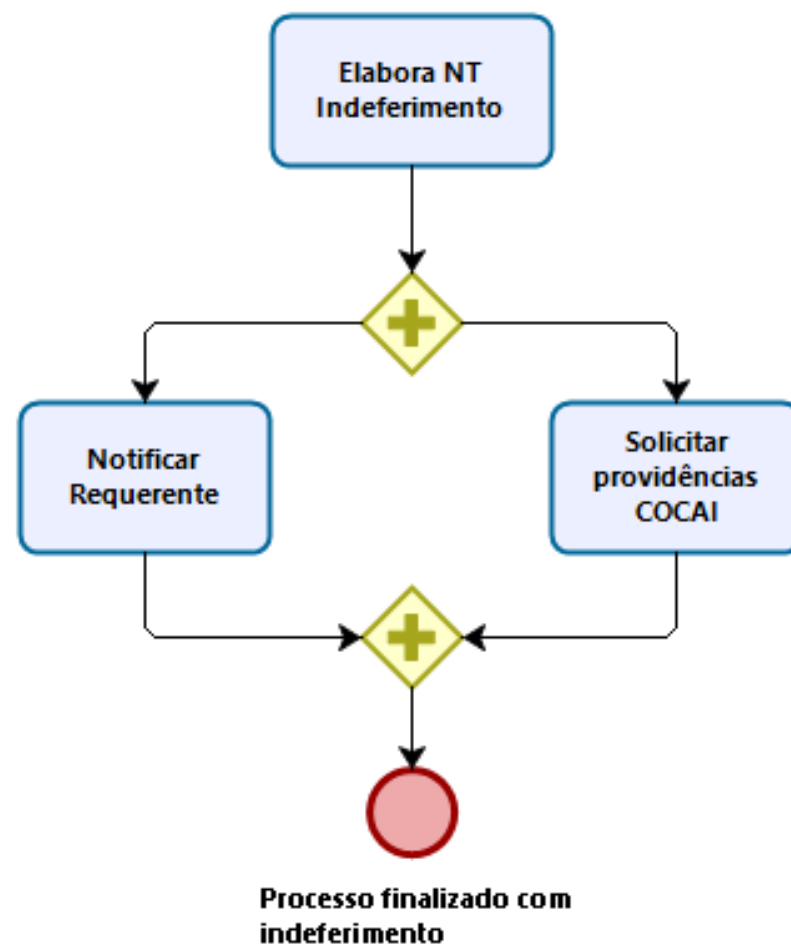 Elabora NT
Indeferimento
Notificar
Requerente
Solicitar
providências
COCAI
Processo finalizado com
indeferimento